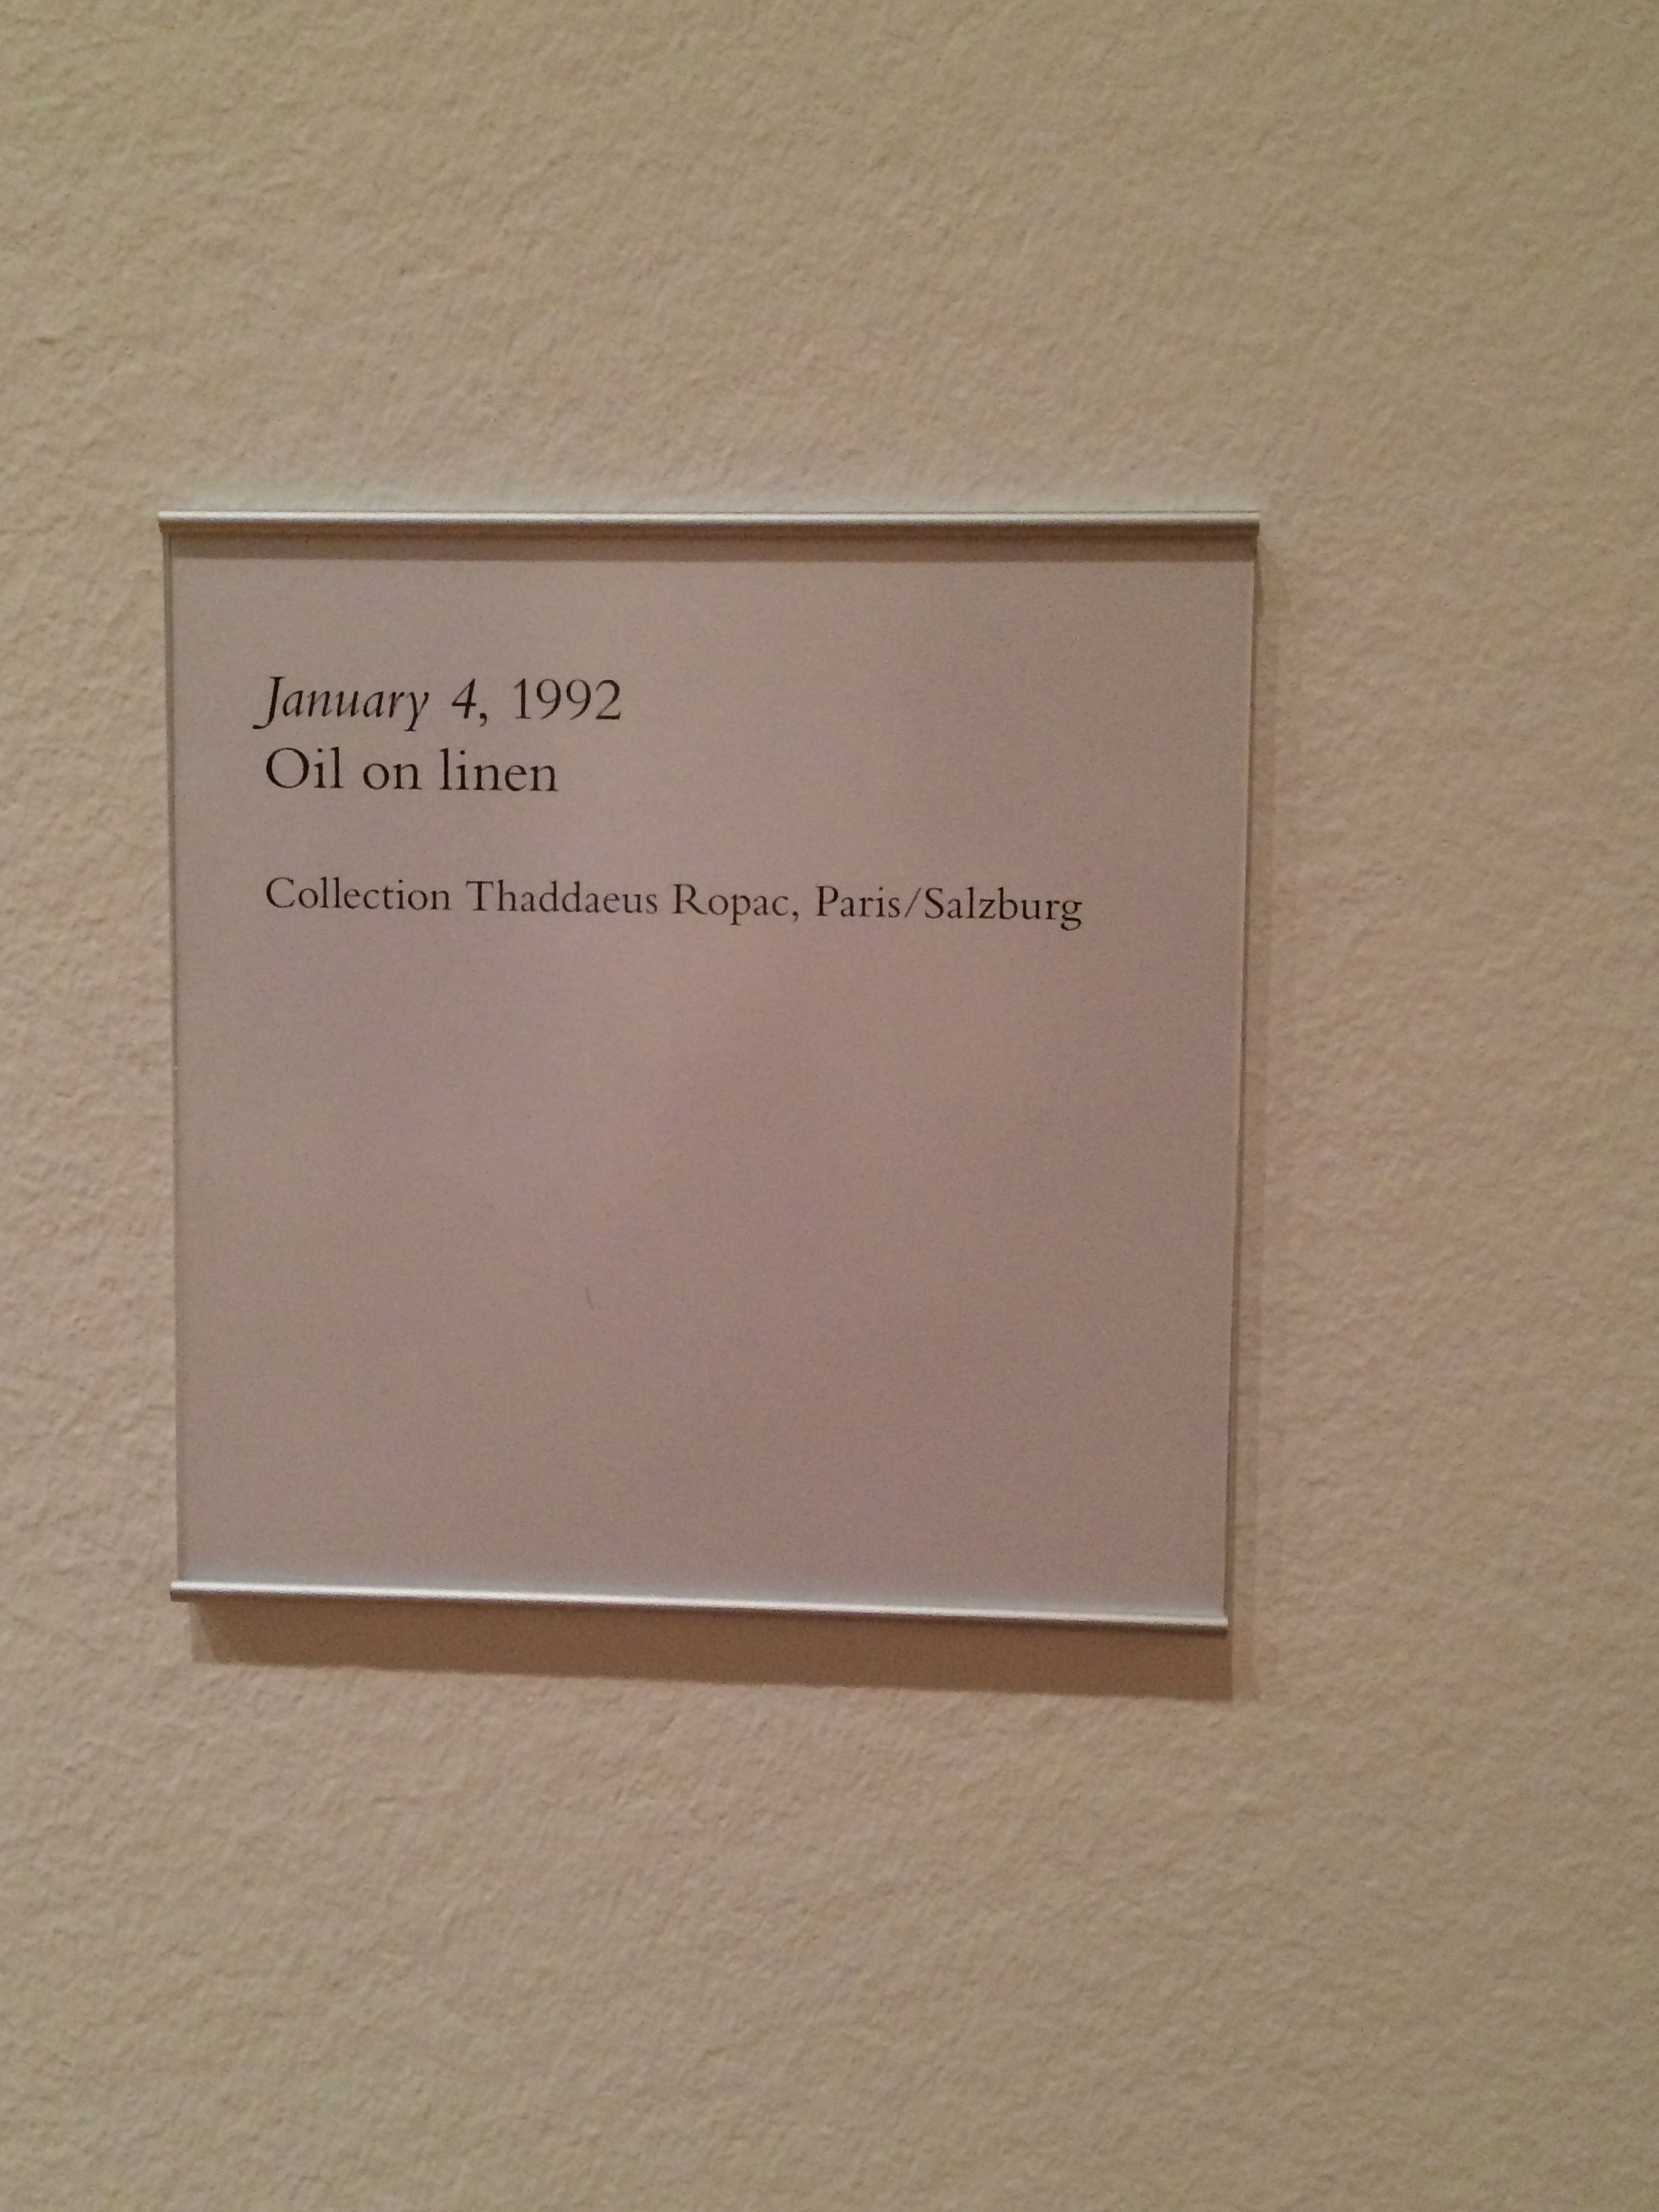 January 4, 1992
Oil on linen
Collection Thaddaeus Ropac, Paris/Salzburg